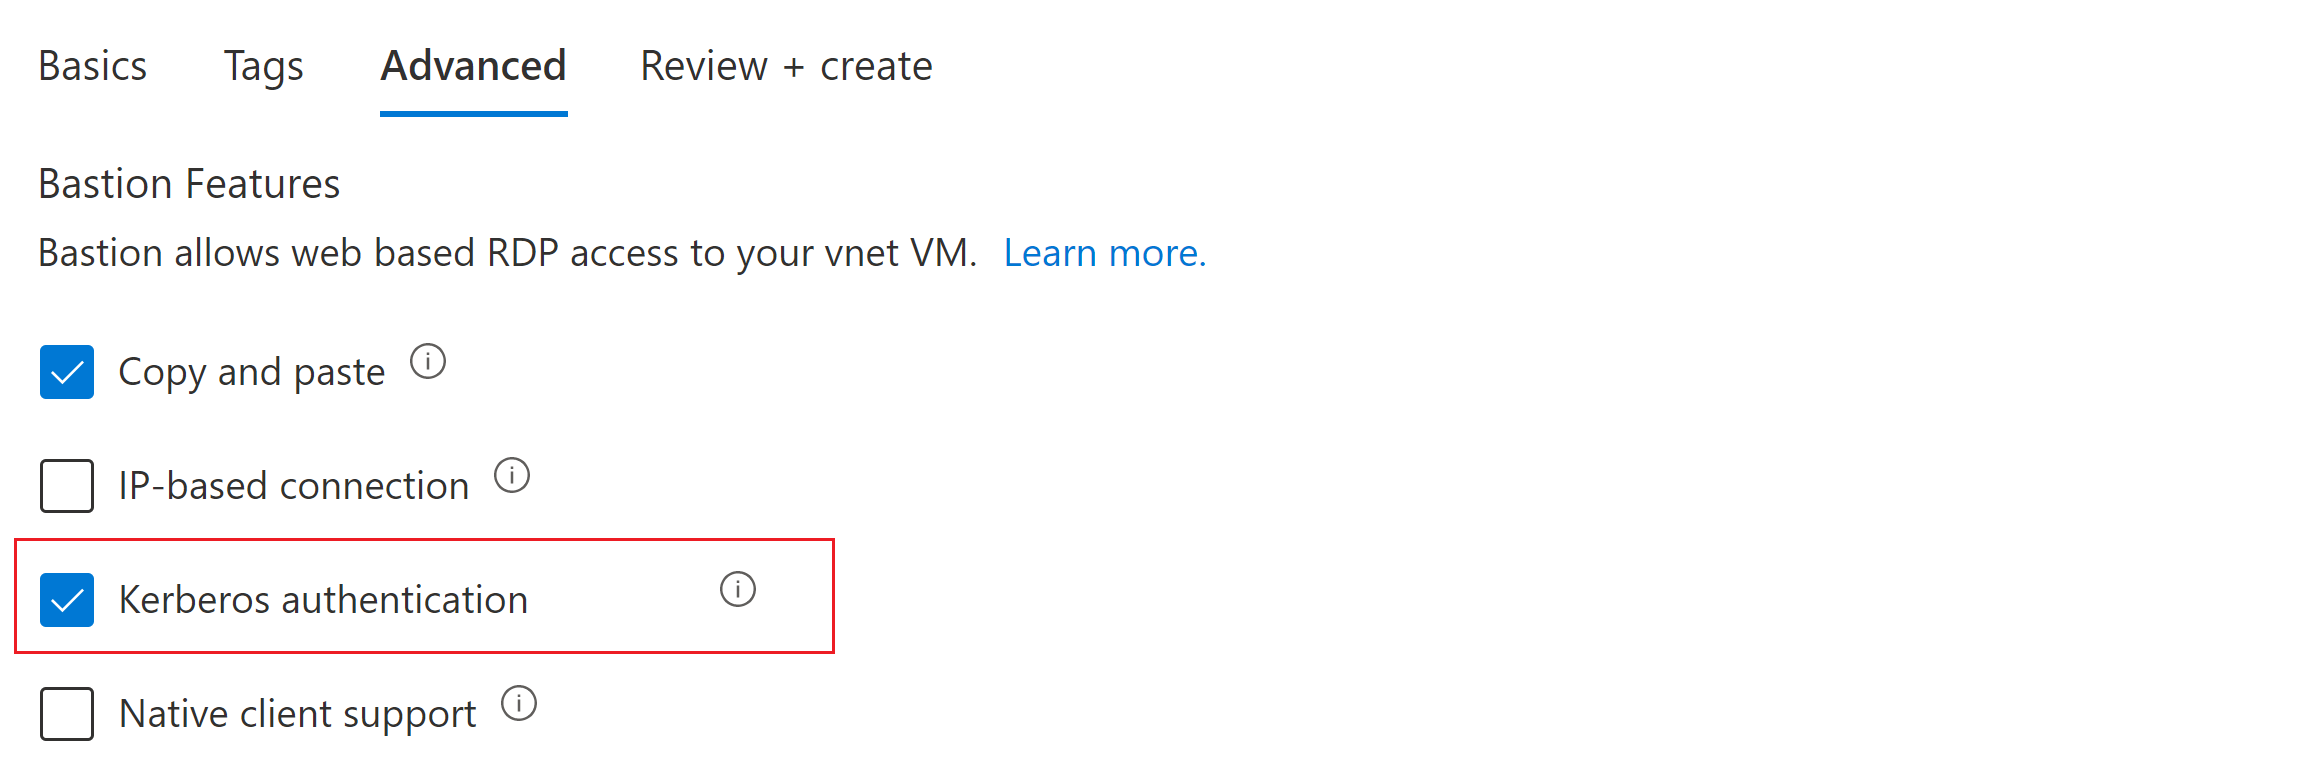 Basics Tags Advanced Review + create
Bastion Features
Bastion allows web based RDP access to your vnet VM. Learn more.
Copy and paste
IP-based connection
Kerberos authentication
Native client support